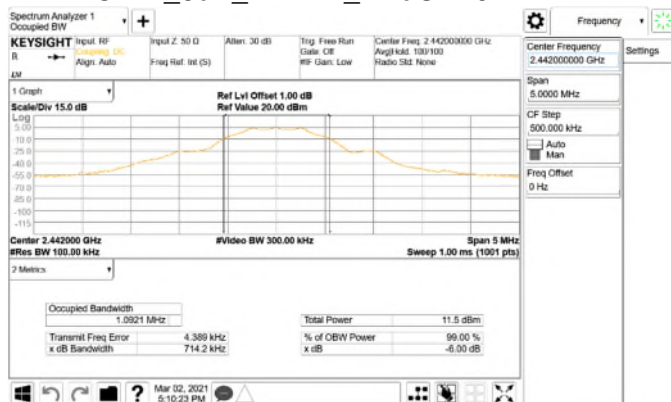 Spectrum Analyzer 1
Occupied BW
Frequency
KEYSIGHT
Input: RF
Coupling: DC
Align: Auto
Input Z: 50 Ω
Freq Ref: Int (S)
Atten: 30 dB
Trig: Free Run
Gate: Off
#IF Gain: Low
Center Freq: 2.442000000 GHz
Avg|Hold: 100/100
Radio Std: None
R
LM
Center Frequency
2.442000000 GHz
Settings
Span
5.0000 MHz
CF Step
500.000 kHz
Auto
Man
Freq Offset
0 Hz
1 Graph
Scale/Div 15.0 dB
Ref Lvl Offset 1.00 dB
Ref Value 20.00 dBm
Log
5.00
-10.0
-25.0
-40.0
-55.0
-70.0
-85.0
-100
-115
Center 2.442000 GHz
#Res BW 100.00 kHz
#Video BW 300.00 kHz
Span 5 MHz
Sweep 1.00 ms (1001 pts)
2 Metrics
Occupied Bandwidth
1.0921 MHz
Total Power 11.5 dBm
Transmit Freq Error 4.389 kHz
% of OBW Power 99.00 %
x dB Bandwidth 714.2 kHz
x dB -6.00 dB
Mar 02, 2021
5:10:23 PM